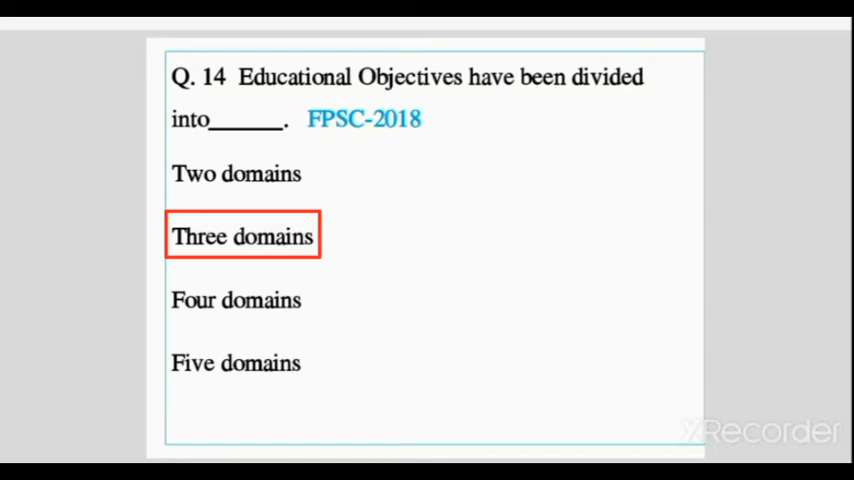 Q. 14 Educational Objectives have been divided
into______. FPSC-2018
Two domains
Three domains
Four domains
Five domains
XRecorder